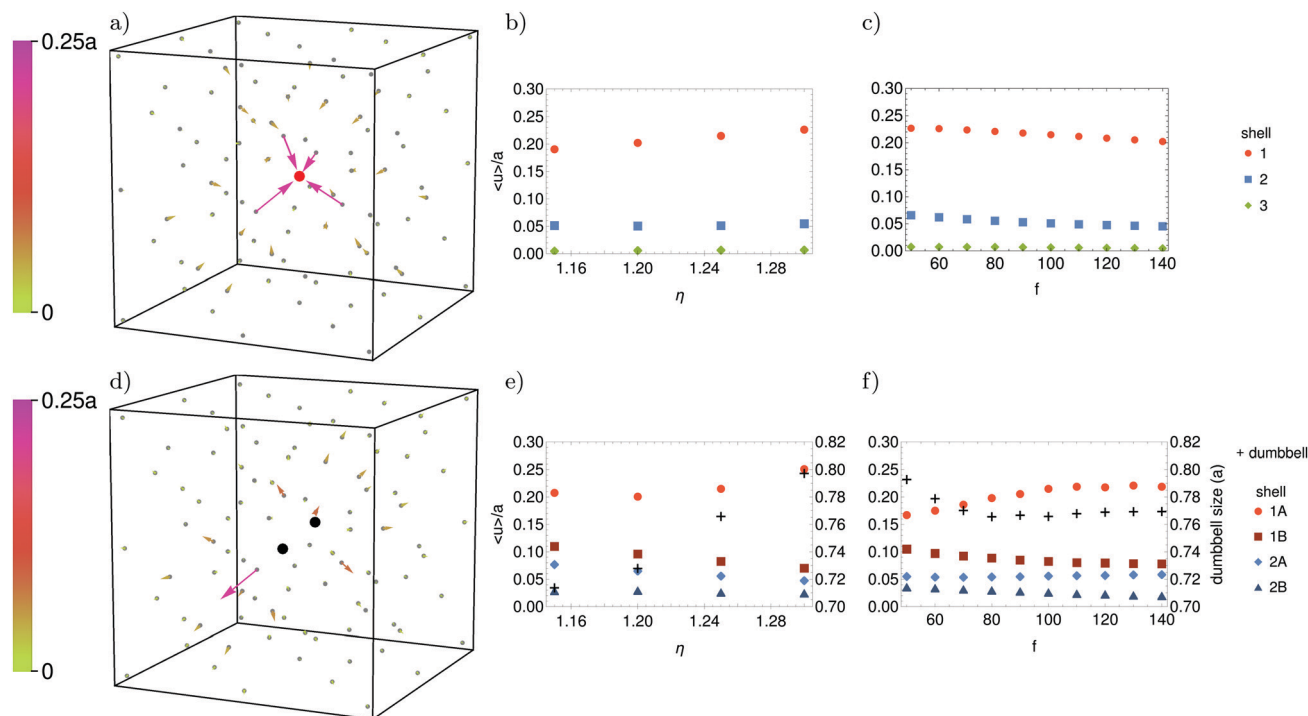 a)
0.25a
0
b)
0.30
0.25
0.20
0.15
0.10
0.05
0.00
<u>/a
1.16 1.20 1.24 1.28
η
c)
0.30
0.25
0.20
0.15
0.10
0.05
0.00
60 80 100 120 140
f
shell
1
2
3
d)
0.25a
0
e)
0.30
0.25
0.20
0.15
0.10
0.05
0.00
<u>/a
0.82
0.80
0.78
0.76
0.74
0.72
0.70
1.16 1.20 1.24 1.28
η
f)
0.30
0.25
0.20
0.15
0.10
0.05
0.00
0.82
0.80
0.78
0.76
0.74
0.72
0.70
dumbbell size (a)
60 80 100 120 140
f
+ dumbbell
shell
1A
1B
2A
2B